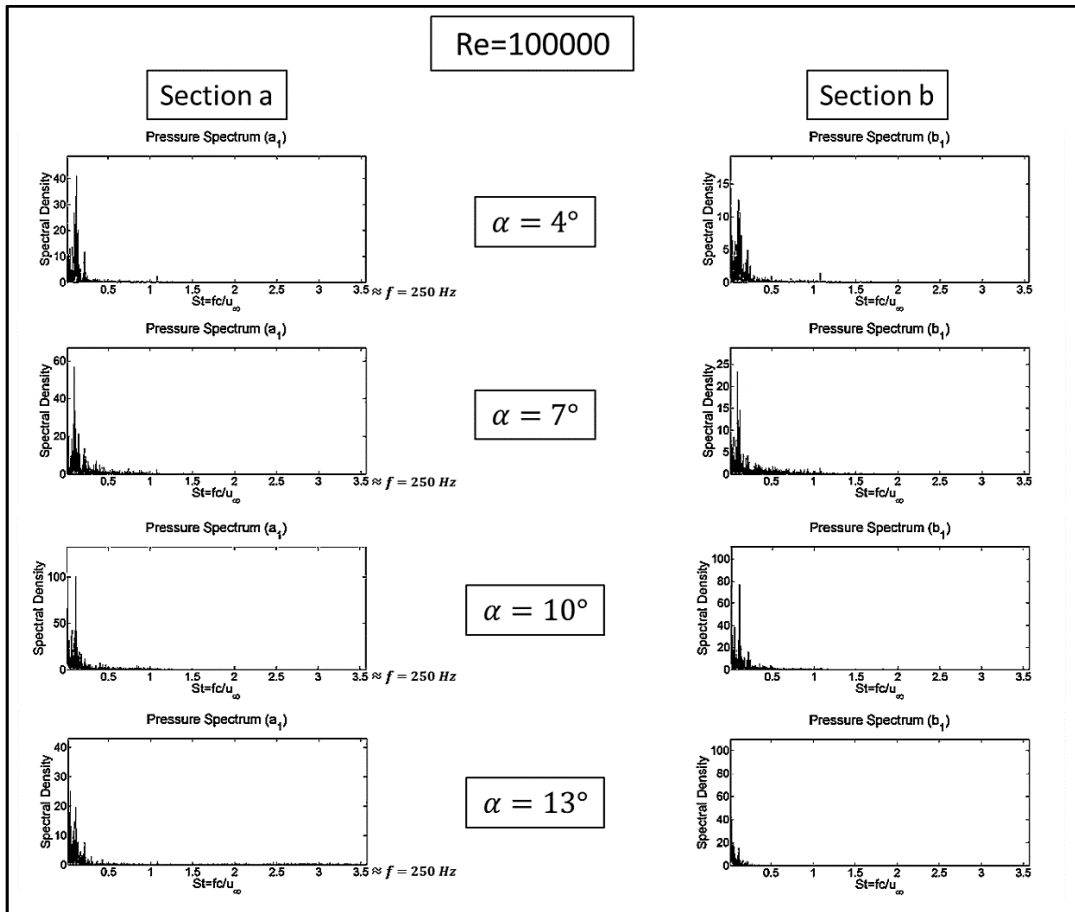 Re=100000
Section a
Section b
Pressure Spectrum (a1)
Spectral Density
40
30
20
10
0
0.5 1 1.5 2 2.5 3 3.5
St=fc/u∞
≈ f = 250 Hz
α = 4°
Pressure Spectrum (b1)
Spectral Density
15
10
5
0
0.5 1 1.5 2 2.5 3 3.5
St=fc/u∞
Pressure Spectrum (a1)
Spectral Density
60
40
20
0
0.5 1 1.5 2 2.5 3 3.5
St=fc/u∞
≈ f = 250 Hz
α = 7°
Pressure Spectrum (b1)
Spectral Density
25
20
15
10
5
0
0.5 1 1.5 2 2.5 3 3.5
St=fc/u∞
Pressure Spectrum (a1)
Spectral Density
100
50
0
0.5 1 1.5 2 2.5 3 3.5
St=fc/u∞
≈ f = 250 Hz
α = 10°
Pressure Spectrum (b1)
Spectral Density
100
80
60
40
20
0
0.5 1 1.5 2 2.5 3 3.5
St=fc/u∞
Pressure Spectrum (a1)
Spectral Density
40
30
20
10
0
0.5 1 1.5 2 2.5 3 3.5
St=fc/u∞
≈ f = 250 Hz
α = 13°
Pressure Spectrum (b1)
Spectral Density
100
80
60
40
20
0
0.5 1 1.5 2 2.5 3 3.5
St=fc/u∞